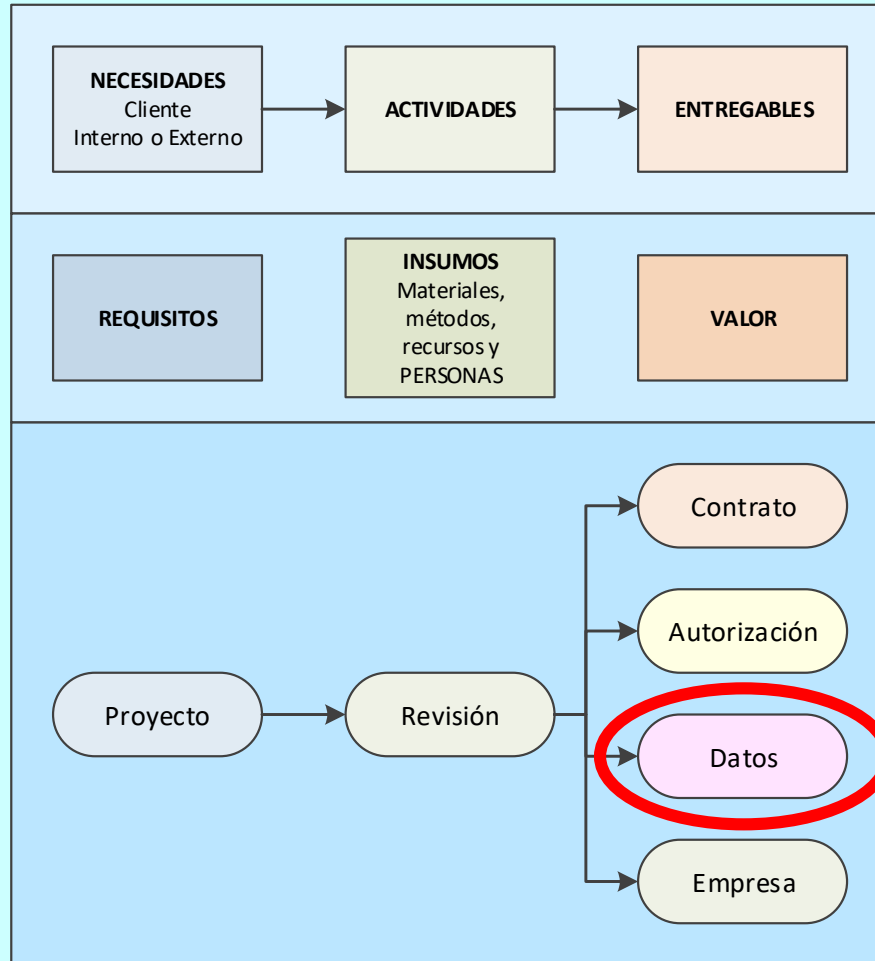 NECESIDADES
Cliente
Interno o Externo
ACTIVIDADES
ENTREGABLES
REQUISITOS
INSUMOS
Materiales,
métodos,
recursos y
PERSONAS
VALOR
Contrato
Autorización
Proyecto
Revisión
Datos
Empresa